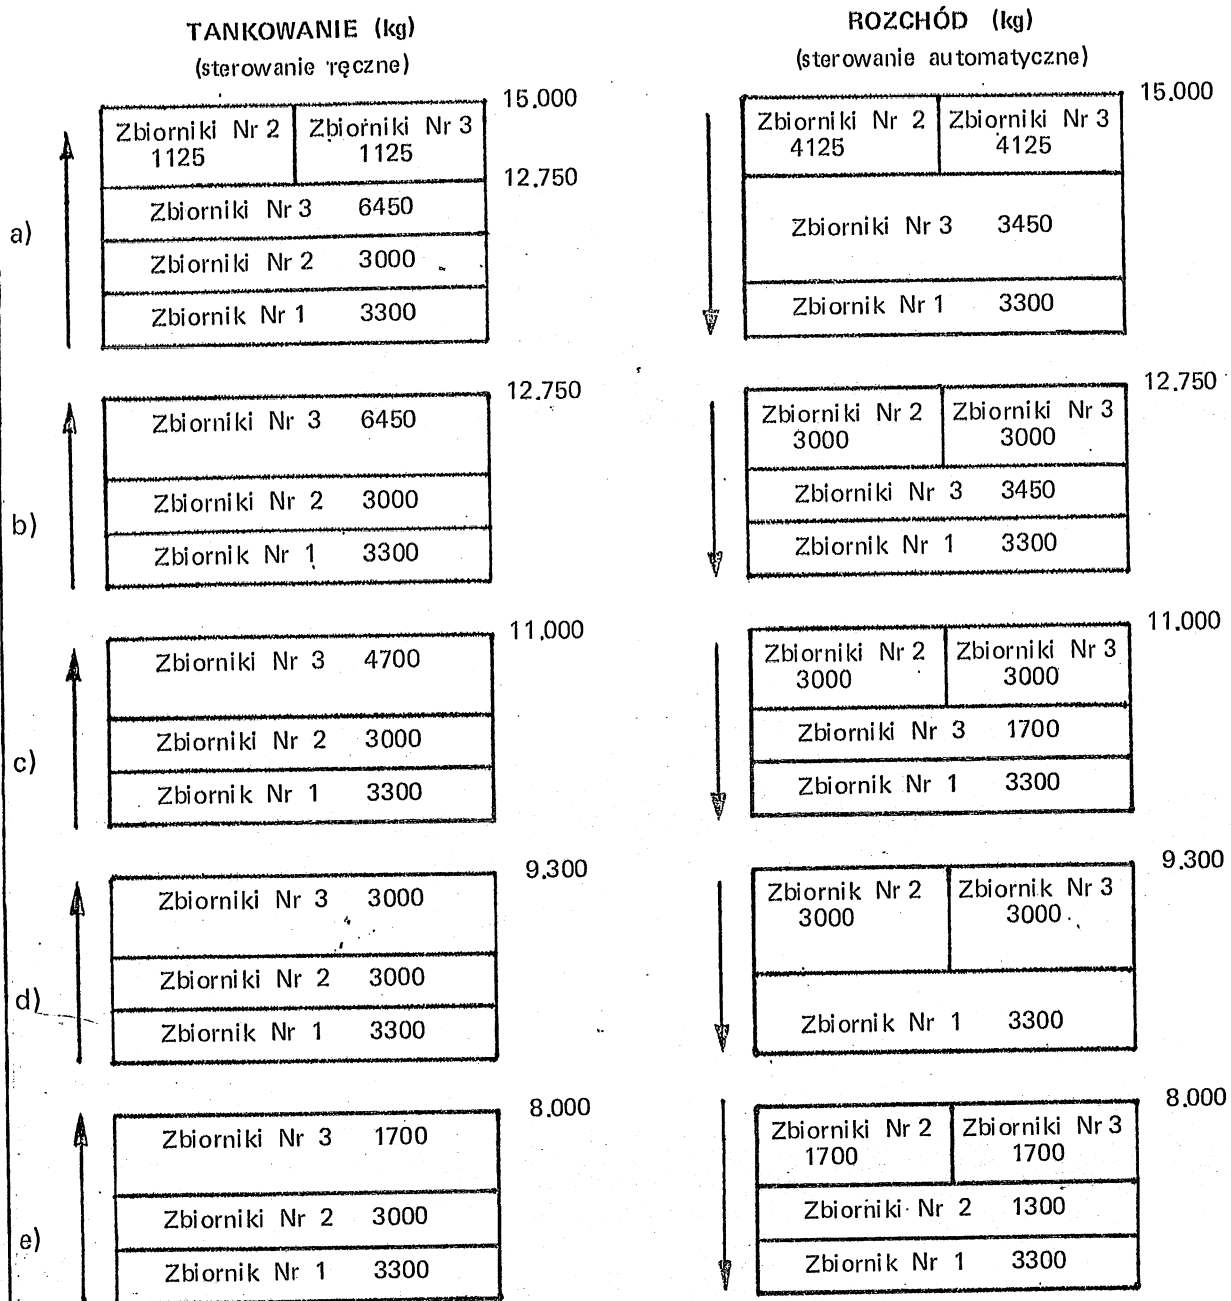 TANKOWANIE (kg)
(sterowanie ręczne)
15.000
Zbiorniki Nr 2
1125
Zbiorniki Nr 3
1125
12.750
a)
Zbiorniki Nr 3 6450
Zbiorniki Nr 2 3000
Zbiornik Nr 1 3300
12.750
Zbiorniki Nr 3 6450
b)
Zbiorniki Nr 2 3000
Zbiornik Nr 1 3300
11.000
Zbiorniki Nr 3 4700
c)
Zbiorniki Nr 2 3000
Zbiornik Nr 1 3300
9.300
Zbiorniki Nr 3 3000
d)
Zbiorniki Nr 2 3000
Zbiornik Nr 1 3300
8.000
Zbiorniki Nr 3 1700
e)
Zbiorniki Nr 2 3000
Zbiornik Nr 1 3300
ROZCHÓD (kg)
(sterowanie automatyczne)
15.000
Zbiorniki Nr 2
4125
Zbiorniki Nr 3
4125
Zbiorniki Nr 3 3450
Zbiornik Nr 1 3300
12.750
Zbiorniki Nr 2
3000
Zbiorniki Nr 3
3000
Zbiorniki Nr 3 3450
Zbiornik Nr 1 3300
11.000
Zbiorniki Nr 2
3000
Zbiorniki Nr 3
3000
Zbiorniki Nr 3 1700
Zbiornik Nr 1 3300
9.300
Zbiornik Nr 2
3000
Zbiornik Nr 3
3000
Zbiornik Nr 1 3300
8.000
Zbiorniki Nr 2
1700
Zbiorniki Nr 3
1700
Zbiorniki Nr 2 1300
Zbiornik Nr 1 3300